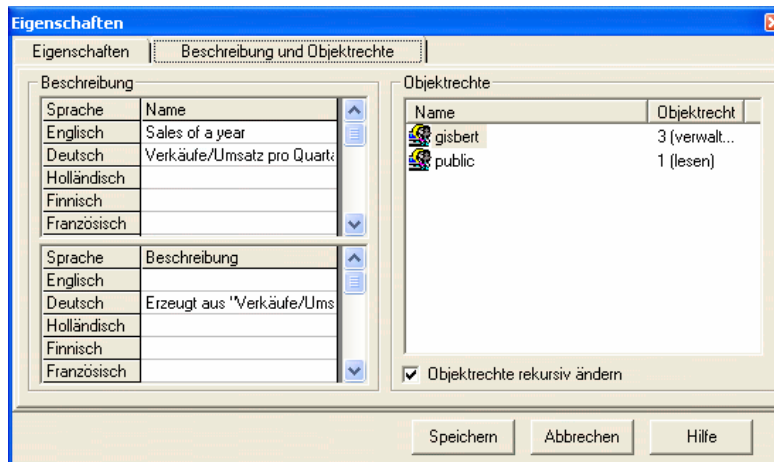 Eigenschaften
Eigenschaften
Beschreibung und Objektrechte
Beschreibung
Sprache Name
Englisch Sales of a year
Deutsch Verkäufe/Umsatz pro Quarta
Holländisch
Finnisch
Französisch
Sprache Beschreibung
Englisch
Deutsch Erzeugt aus "Verkäufe/Ums
Holländisch
Finnisch
Französisch
Objektrechte
Name Objektrecht
gisbert 3 (verwalt...
public 1 (lesen)
Objektrechte rekursiv ändern
Speichern
Abbrechen
Hilfe